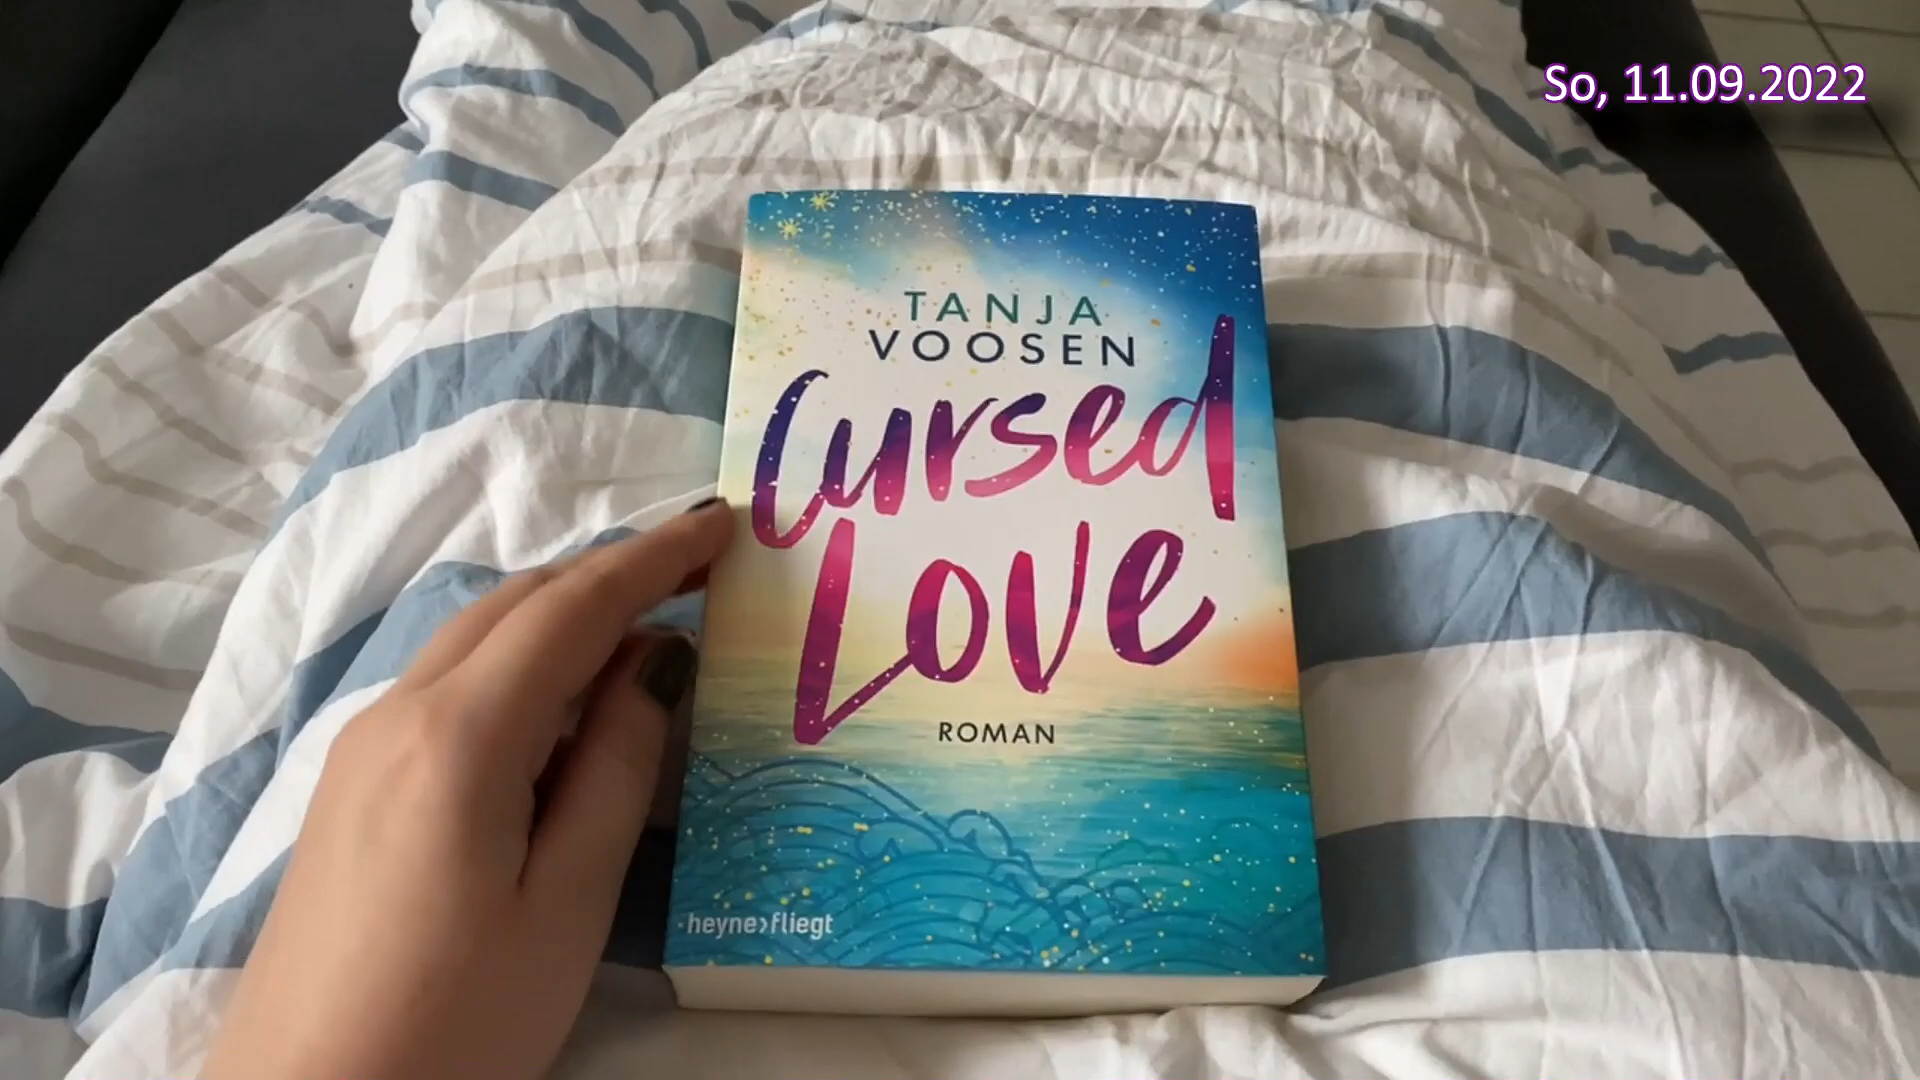 So, 11.09.2022
TANJA
VOOSEN
Cursed
Love
ROMAN
heyne>fliegt